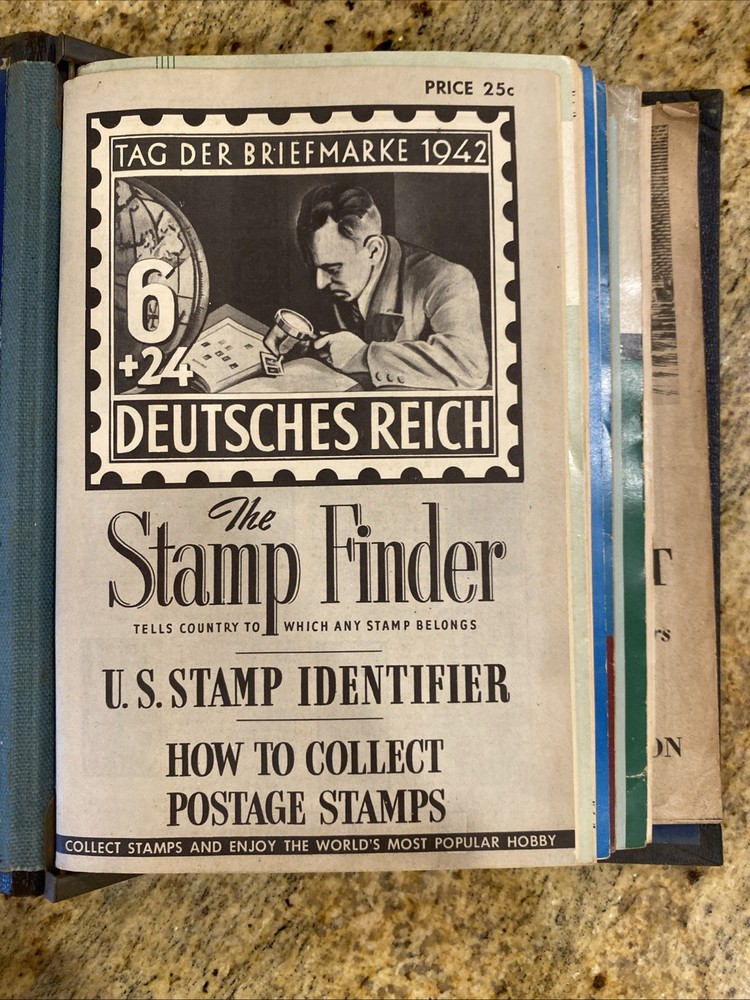 PRICE 25c
TAG DER BRIEFMARKE 1942
6
+24
DEUTSCHES REICH
The
Stamp Finder
TELLS COUNTRY TO WHICH ANY STAMP BELONGS
U.S. STAMP IDENTIFIER
HOW TO COLLECT
POSTAGE STAMPS
COLLECT STAMPS AND ENJOY THE WORLD'S MOST POPULAR HOBBY